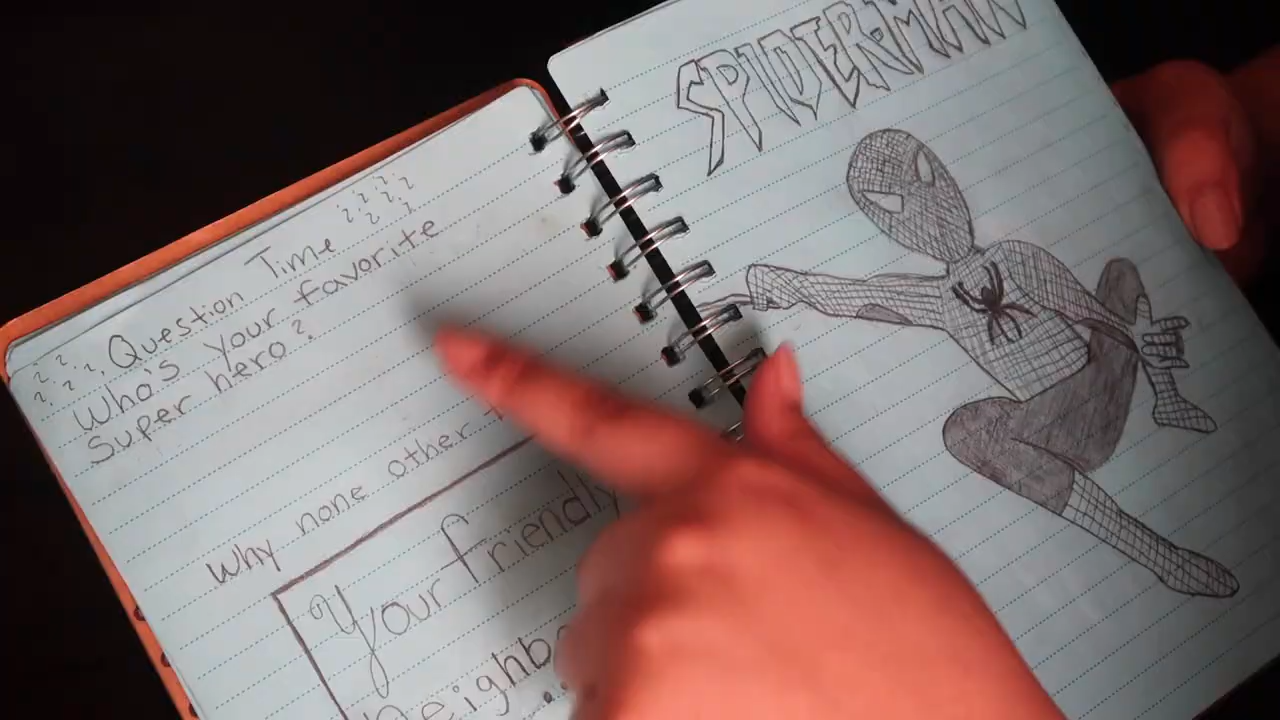 Question Time
Who's your favorite
Super hero?
Why none other
Your friendly
SPIDERMAN